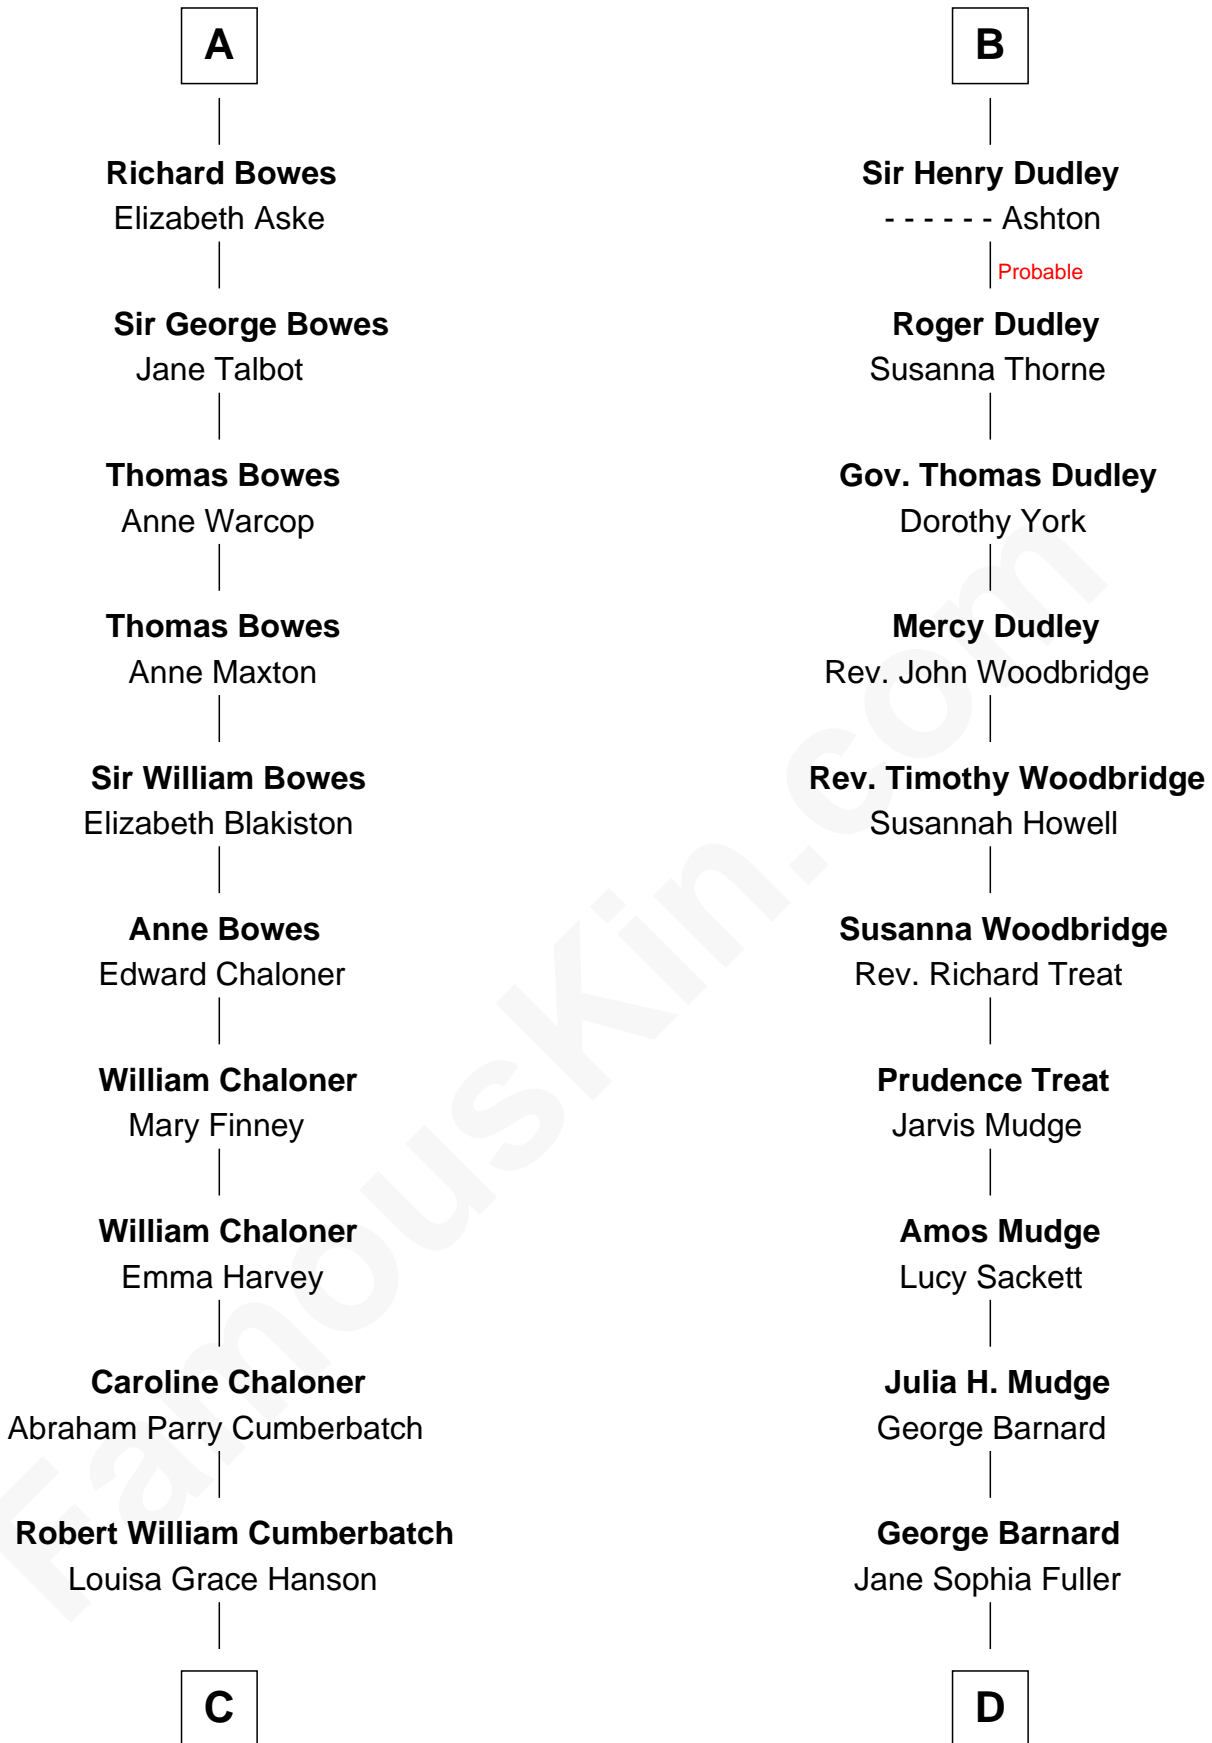 A
Richard Bowes
Elizabeth Aske
Sir George Bowes
Jane Talbot
Thomas Bowes
Anne Warcop
Thomas Bowes
Anne Maxton
Sir William Bowes
Elizabeth Blakiston
Anne Bowes
Edward Chaloner
William Chaloner
Mary Finney
William Chaloner
Emma Harvey
Caroline Chaloner
Abraham Parry Cumberbatch
Robert William Cumberbatch
Louisa Grace Hanson
C
B
Sir Henry Dudley
- - - - - - Ashton
Probable
Roger Dudley
Susanna Thorne
Gov. Thomas Dudley
Dorothy York
Mercy Dudley
Rev. John Woodbridge
Rev. Timothy Woodbridge
Susannah Howell
Susanna Woodbridge
Rev. Richard Treat
Prudence Treat
Jarvis Mudge
Amos Mudge
Lucy Sackett
Julia H. Mudge
George Barnard
George Barnard
Jane Sophia Fuller
D
FamousKin.com